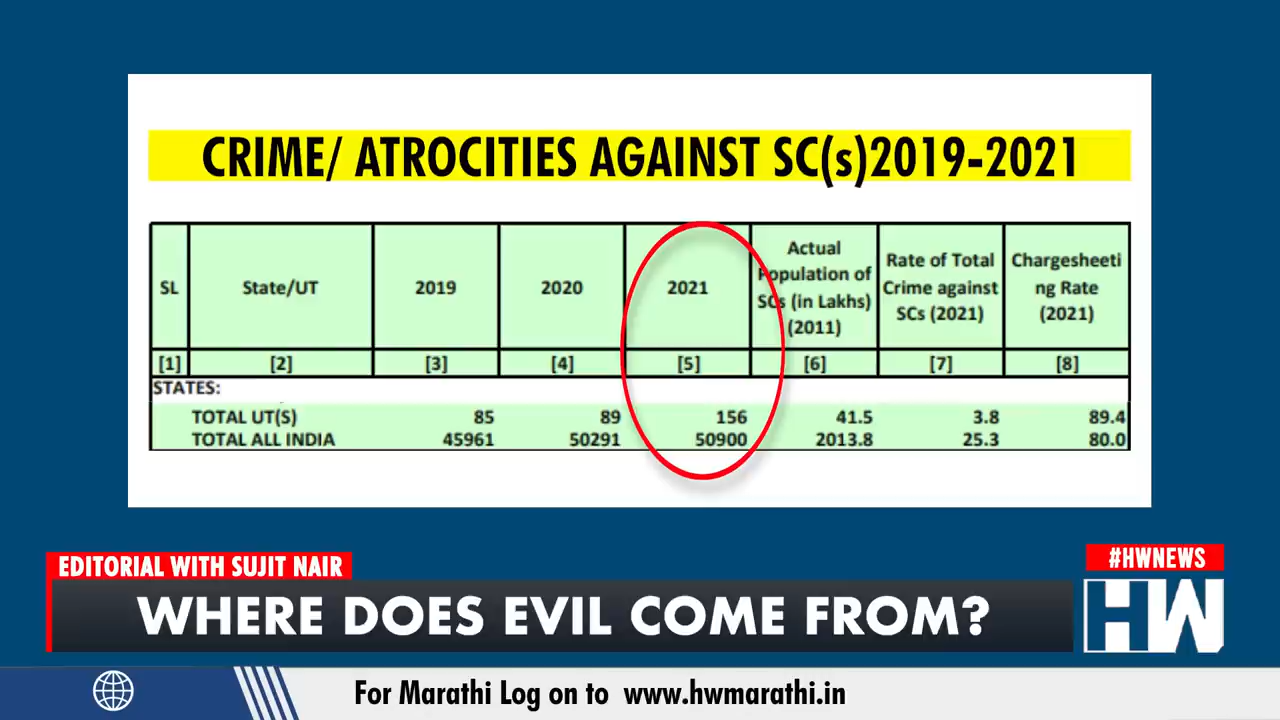 CRIME/ ATROCITIES AGAINST SC(s)2019-2021
SL State/UT 2019 2020 2021 Actual Population of SCs (in Lakhs) (2011) Rate of Total Crime against SCs (2021) Chargesheeti ng Rate (2021)
[1] [2] [3] [4] [5] [6] [7] [8]
STATES:
TOTAL UT(S) 85 89 156 41.5 3.8 89.4
TOTAL ALL INDIA 45961 50291 50900 2013.8 25.3 80.0
EDITORIAL WITH SUJIT NAIR
#HWNEWS
WHERE DOES EVIL COME FROM?
HW
For Marathi Log on to www.hwmarathi.in